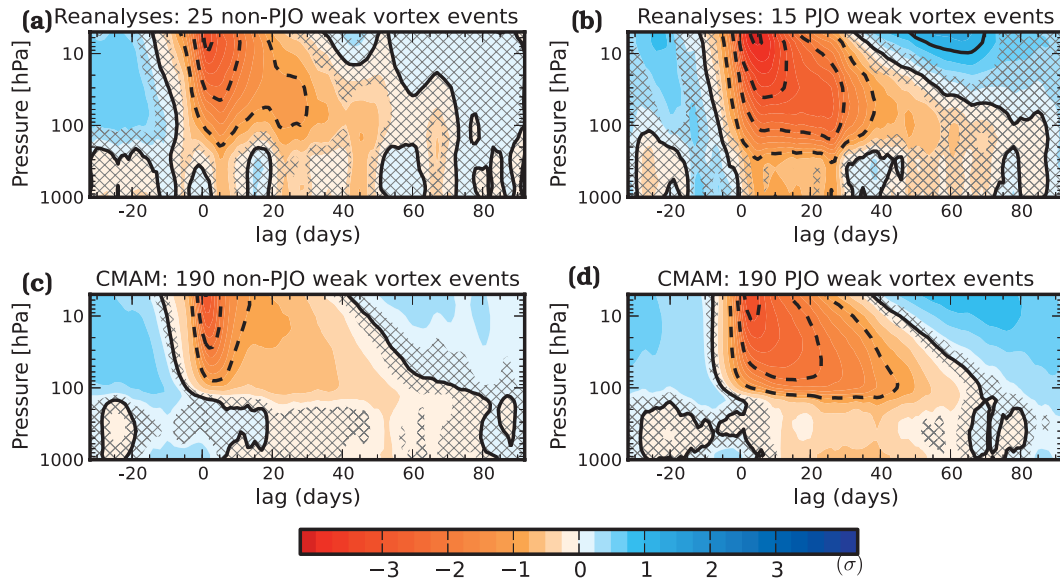 (a) Reanalyses: 25 non-PJO weak vortex events
Pressure [hPa]
10
100
1000
-20 0 20 40 60 80
lag (days)
(b) Reanalyses: 15 PJO weak vortex events
Pressure [hPa]
10
100
1000
-20 0 20 40 60 80
lag (days)
(c) CMAM: 190 non-PJO weak vortex events
Pressure [hPa]
10
100
1000
-20 0 20 40 60 80
lag (days)
(d) CMAM: 190 PJO weak vortex events
Pressure [hPa]
10
100
1000
-20 0 20 40 60 80
lag (days)
−3 −2 −1 0 1 2 3 (σ)